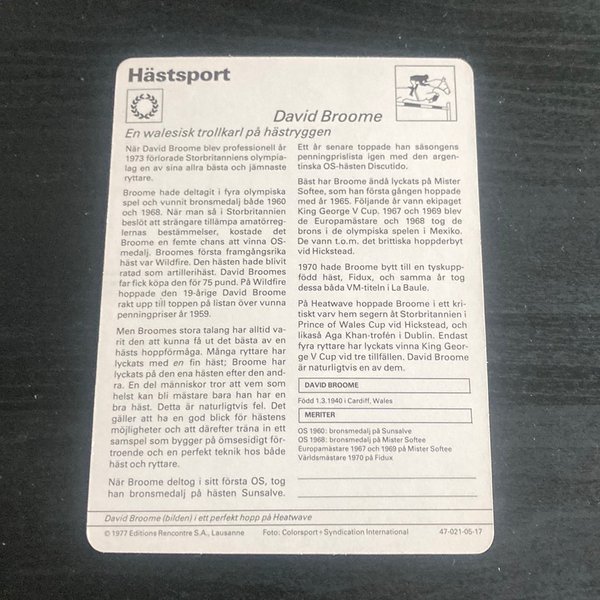 Hästsport
David Broome
En walesisk trollkarl på hästryggen
När David Broome blev professionell år
1973 förlorade Storbritanniens olympia-
lag en av sina allra bästa och jämnaste
ryttare.
Broome hade deltagit i fyra olympiska
spel och vunnit bronsmedalj både 1960
och 1968. När man så i Storbritannien
beslöt att strängare tillämpa amatörreg-
lernas bestämmelser, kostade det
Broome en femte chans att vinna OS-
medalj. Broomes första framgångsrika
häst var Wildfire. Den hästen hade blivit
ratad som artillerihäst. David Broomes
far fick köpa den för 75 pund. På Wildfire
hoppade den 19-årige David Broome
rakt upp till toppen på listan över vunna
penningpriser år 1959.
Men Broomes stora talang har alltid va-
rit den att kunna få ut det bästa av en
hästs hoppförmåga. Många ryttare har
lyckats med en fin häst; Broome har
lyckats på den ena hästen efter den and-
ra. En del människor tror att vem som
helst kan bli mästare bara han har en
bra häst. Detta är naturligtvis fel. Det
gäller att ha en god blick för hästens
möjligheter och att därefter träna in ett
samspel som bygger på ömsesidigt för-
troende och en perfekt teknik hos både
häst och ryttare.
När Broome deltog i sitt första OS, tog
han bronsmedalj på hästen Sunsalve.
Ett år senare toppade han säsongens
penningprislista igen med den argen-
tinska OS-hästen Discutido.
Bäst har Broome ändå lyckats på Mister
Softee, som han första gången hoppade
med år 1965. Följande år vann ekipaget
King George V Cup. 1967 och 1969 blev
de Europamästare och 1968 tog de
brons i de olympiska spelen i Mexiko.
De vann t.o.m. det brittiska hoppderbyt
vid Hickstead.
1970 hade Broome bytt till en tyskupp-
född häst, Fidux, och samma år tog
dessa båda VM-titeln i La Baule.
På Heatwave hoppade Broome i ett kri-
tiskt varv hem segern åt Storbritannien i
Prince of Wales Cup vid Hickstead, och
likaså Aga Khan-trofén i Dublin. Endast
fyra ryttare har lyckats vinna King Geor-
ge V Cup vid tre tillfällen. David Broome
är naturligtvis en av dem.
DAVID BROOME
Född 1.3.1940 i Cardiff, Wales
MERITER
OS 1960: bronsmedalj på Sunsalve
OS 1968: bronsmedalj på Mister Softee
Europamästare 1967 och 1969 på Mister Softee
Världsmästare 1970 på Fidux
David Broome (bilden) i ett perfekt hopp på Heatwave
© 1977 Editions Rencontre S.A., Lausanne Foto: Colorsport-Syndication International 47-021-05-17